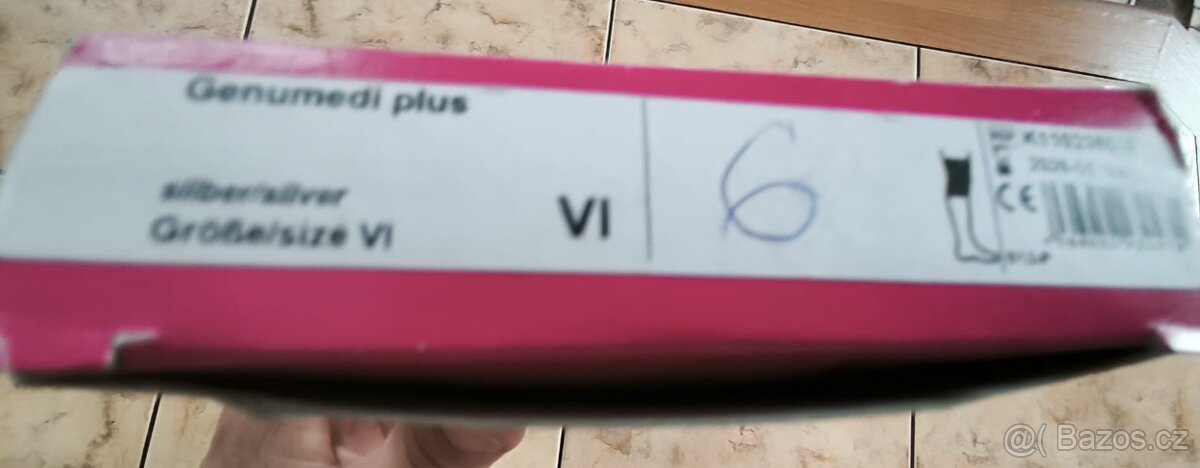 Genumedi plus
silber/silver
Größe/size VI
VI
6
CE
@( Bazos.cz